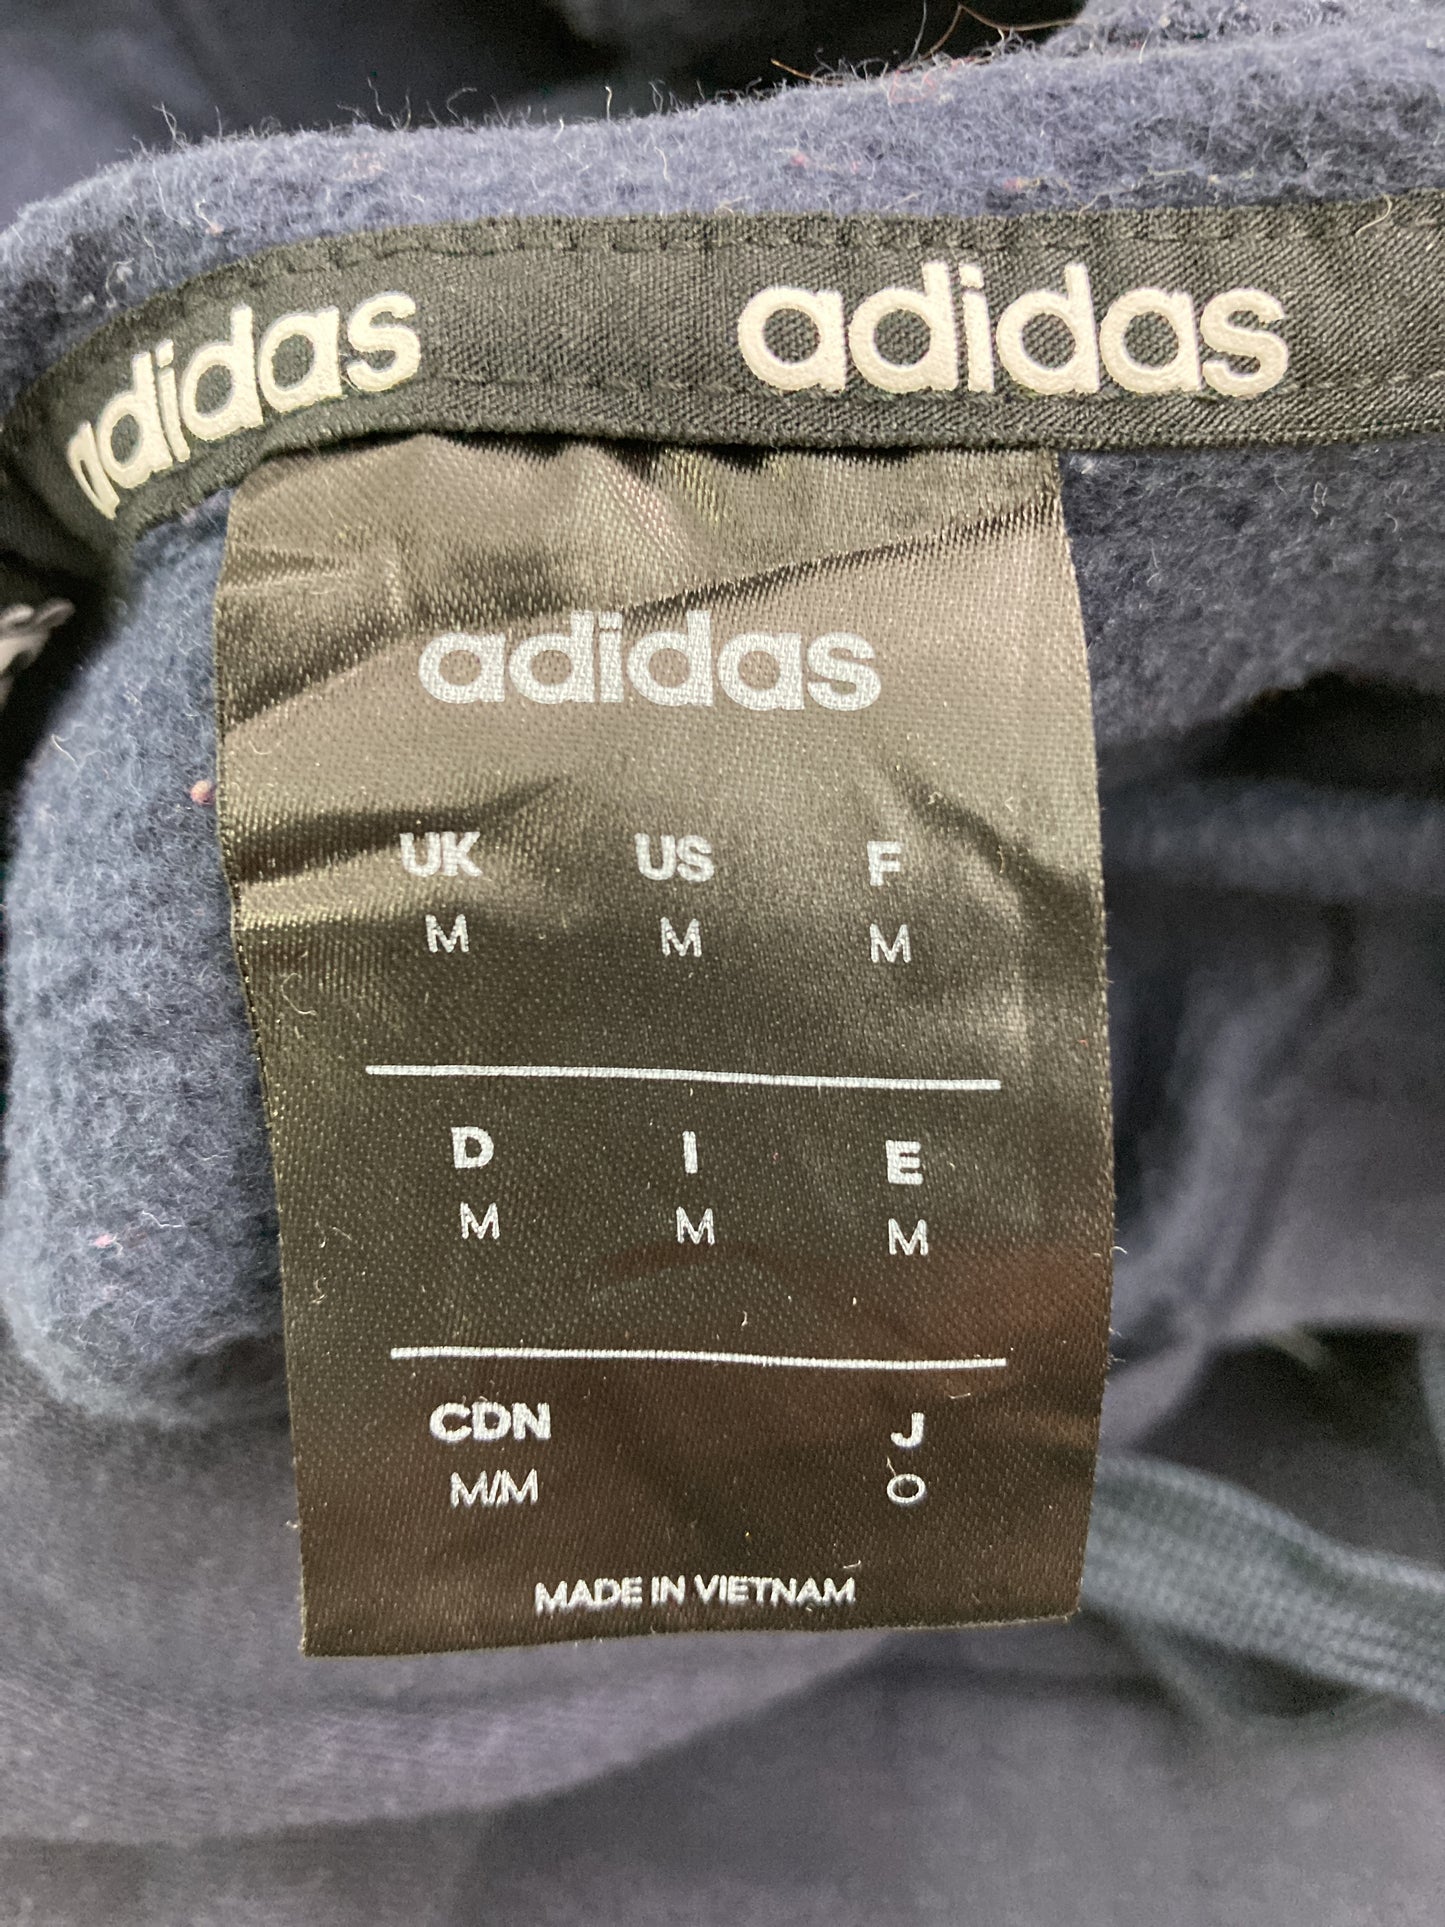 adidas adidas
adidas
UK US F
M M M
D I E
M M M
CDN J
M/M O
MADE IN VIETNAM